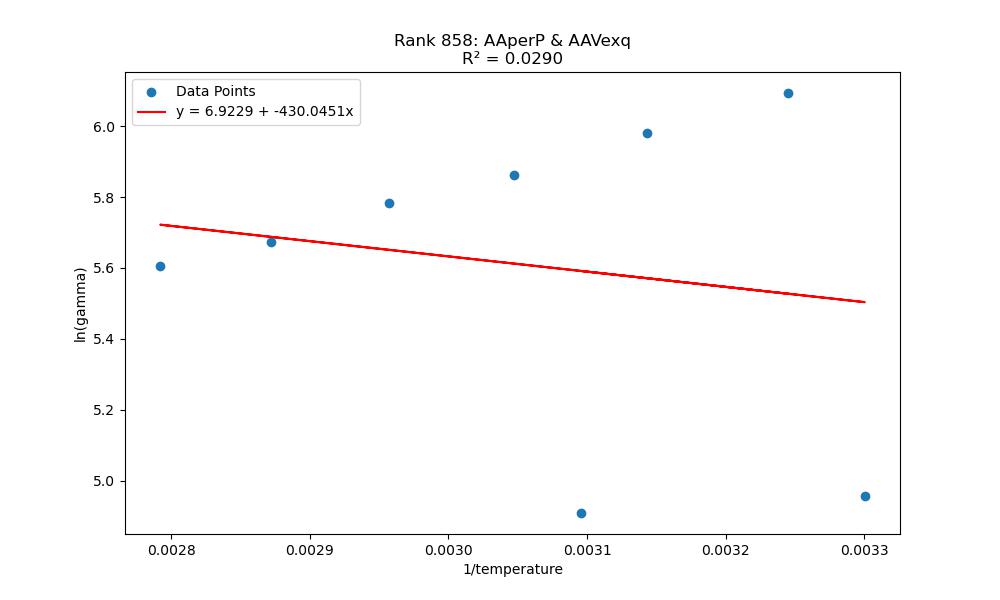 Rank 858: AAperP & AAVexq
R² = 0.0290
Data Points
y = 6.9229 + -430.0451x
ln(gamma)
6.0
5.8
5.6
5.4
5.2
5.0
0.0028 0.0029 0.0030 0.0031 0.0032 0.0033
1/temperature